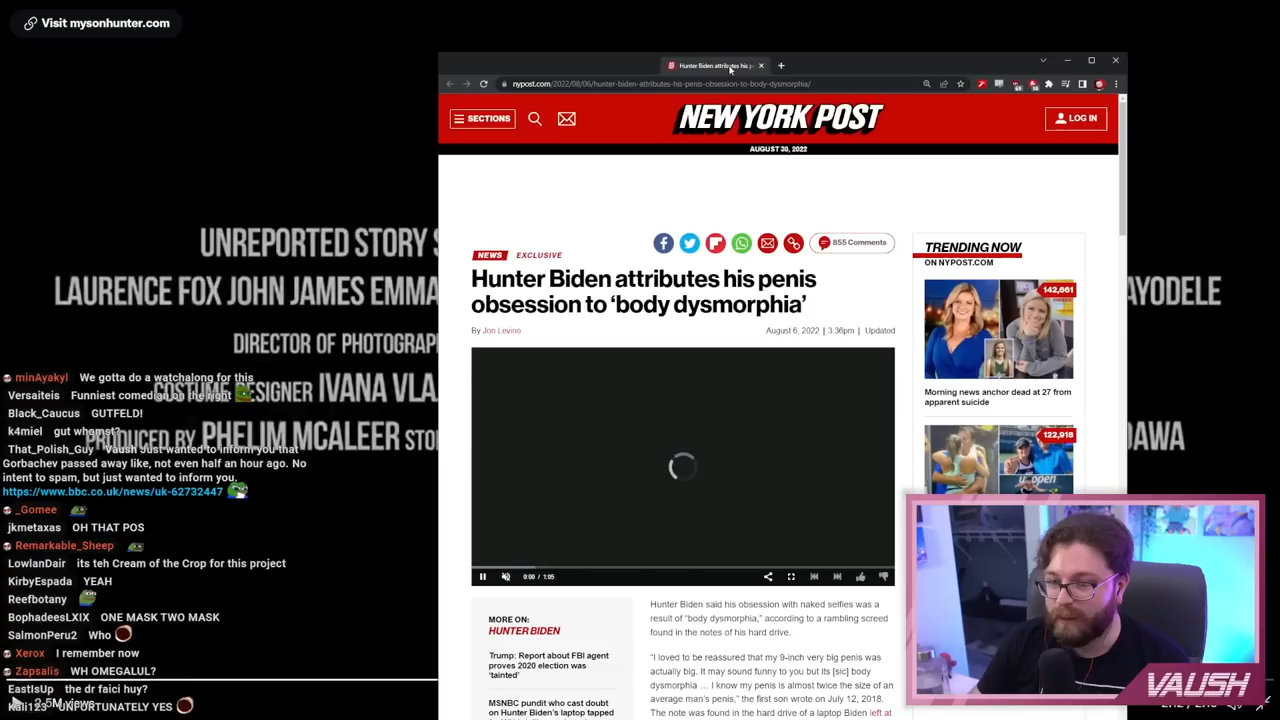 Visit mysonhunter.com
Hunter Biden attributes his p
nypost.com/2022/08/06/hunter-biden-attributes-his-penis-obsession-to-body-dysmorphia/
SECTIONS
NEW YORK POST
LOG IN
AUGUST 30, 2022
UNREPORTED STORY S
LAURENCE FOX JOHN JAMES EMMA
AYODELE
DIRECTOR OF PHOTOGRAP
COSTUME DESIGNER IVANA VLA
PRODUCED BY PHELIM MCALEER STO
DAWA
NEWS EXCLUSIVE
855 Comments
Hunter Biden attributes his penis
obsession to ‘body dysmorphia’
By Jon Levine
August 6, 2022 | 3:36pm | Updated
0:09 / 1:05
MORE ON:
HUNTER BIDEN
Trump: Report about FBI agent
proves 2020 election was
‘tainted’
MSNBC pundit who cast doubt
on Hunter Biden's laptop tapped
Hunter Biden said his obsession with naked selfies was a
result of “body dysmorphia,” according to a rambling screed
found in the notes of his hard drive.
“I loved to be reassured that my 9-inch very big penis was
actually big. It may sound funny to you but its [sic] body
dysmorphia … I know my penis is almost twice the size of an
average man's penis,” the first son wrote on July 12, 2018.
The note was found in the hard drive of a laptop Biden left at
TRENDING NOW
ON NYPOST.COM
142,661
Morning news anchor dead at 27 from
apparent suicide
122,918
us open
minAyakyl We gotta do a watchalong for this
Versaiteis Funniest comedian on the right
Black_Caucus GUTFELD!
k4miel gut whomst?
That_Polish_Guy Vaush Just wanted to inform you that
Gorbachev passed away like, not even half an hour ago. No
intent to spam, but just wanted to inform you.
https://www.bbc.co.uk/news/uk-62732447
_Gomee
jkmetaxas OH THAT POS
Remarkable_Sheep
LowlanDair its teh Cream of the Crop for this project
KirbyEspada YEAH
Reefbotany
BophadeesLXIX ONE MASK TWO MASK
SalmonPeru2 Who
Xerox I remember now
Zapsalis WH OMEGALUL?
EastIsUp the dr faici huy?
Kali123 UNFORTUNATELY YES
2.5M views
VAUSH